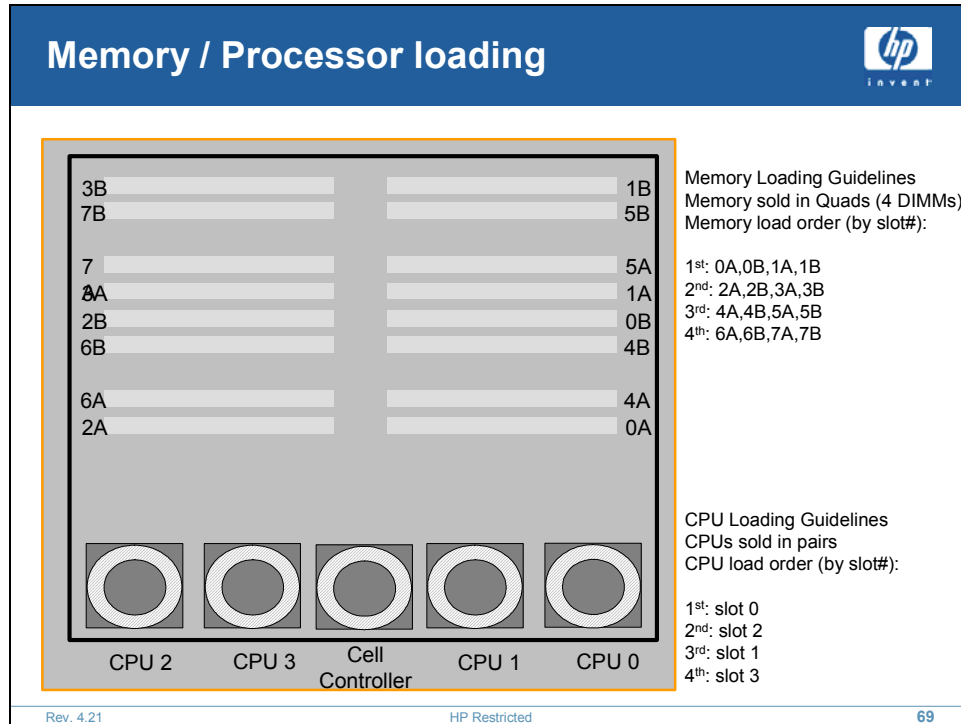 Memory / Processor loading
hp
invent
3B 1B
7B 5B
7 5A
A
3A 1A
2B 0B
6B 4B
6A 4A
2A 0A
CPU 2 CPU 3 Cell Controller CPU 1 CPU 0
Memory Loading Guidelines
Memory sold in Quads (4 DIMMs)
Memory load order (by slot#):
1st: 0A,0B,1A,1B
2nd: 2A,2B,3A,3B
3rd: 4A,4B,5A,5B
4th: 6A,6B,7A,7B
CPU Loading Guidelines
CPUs sold in pairs
CPU load order (by slot#):
1st: slot 0
2nd: slot 2
3rd: slot 1
4th: slot 3
Rev. 4.21 HP Restricted 69